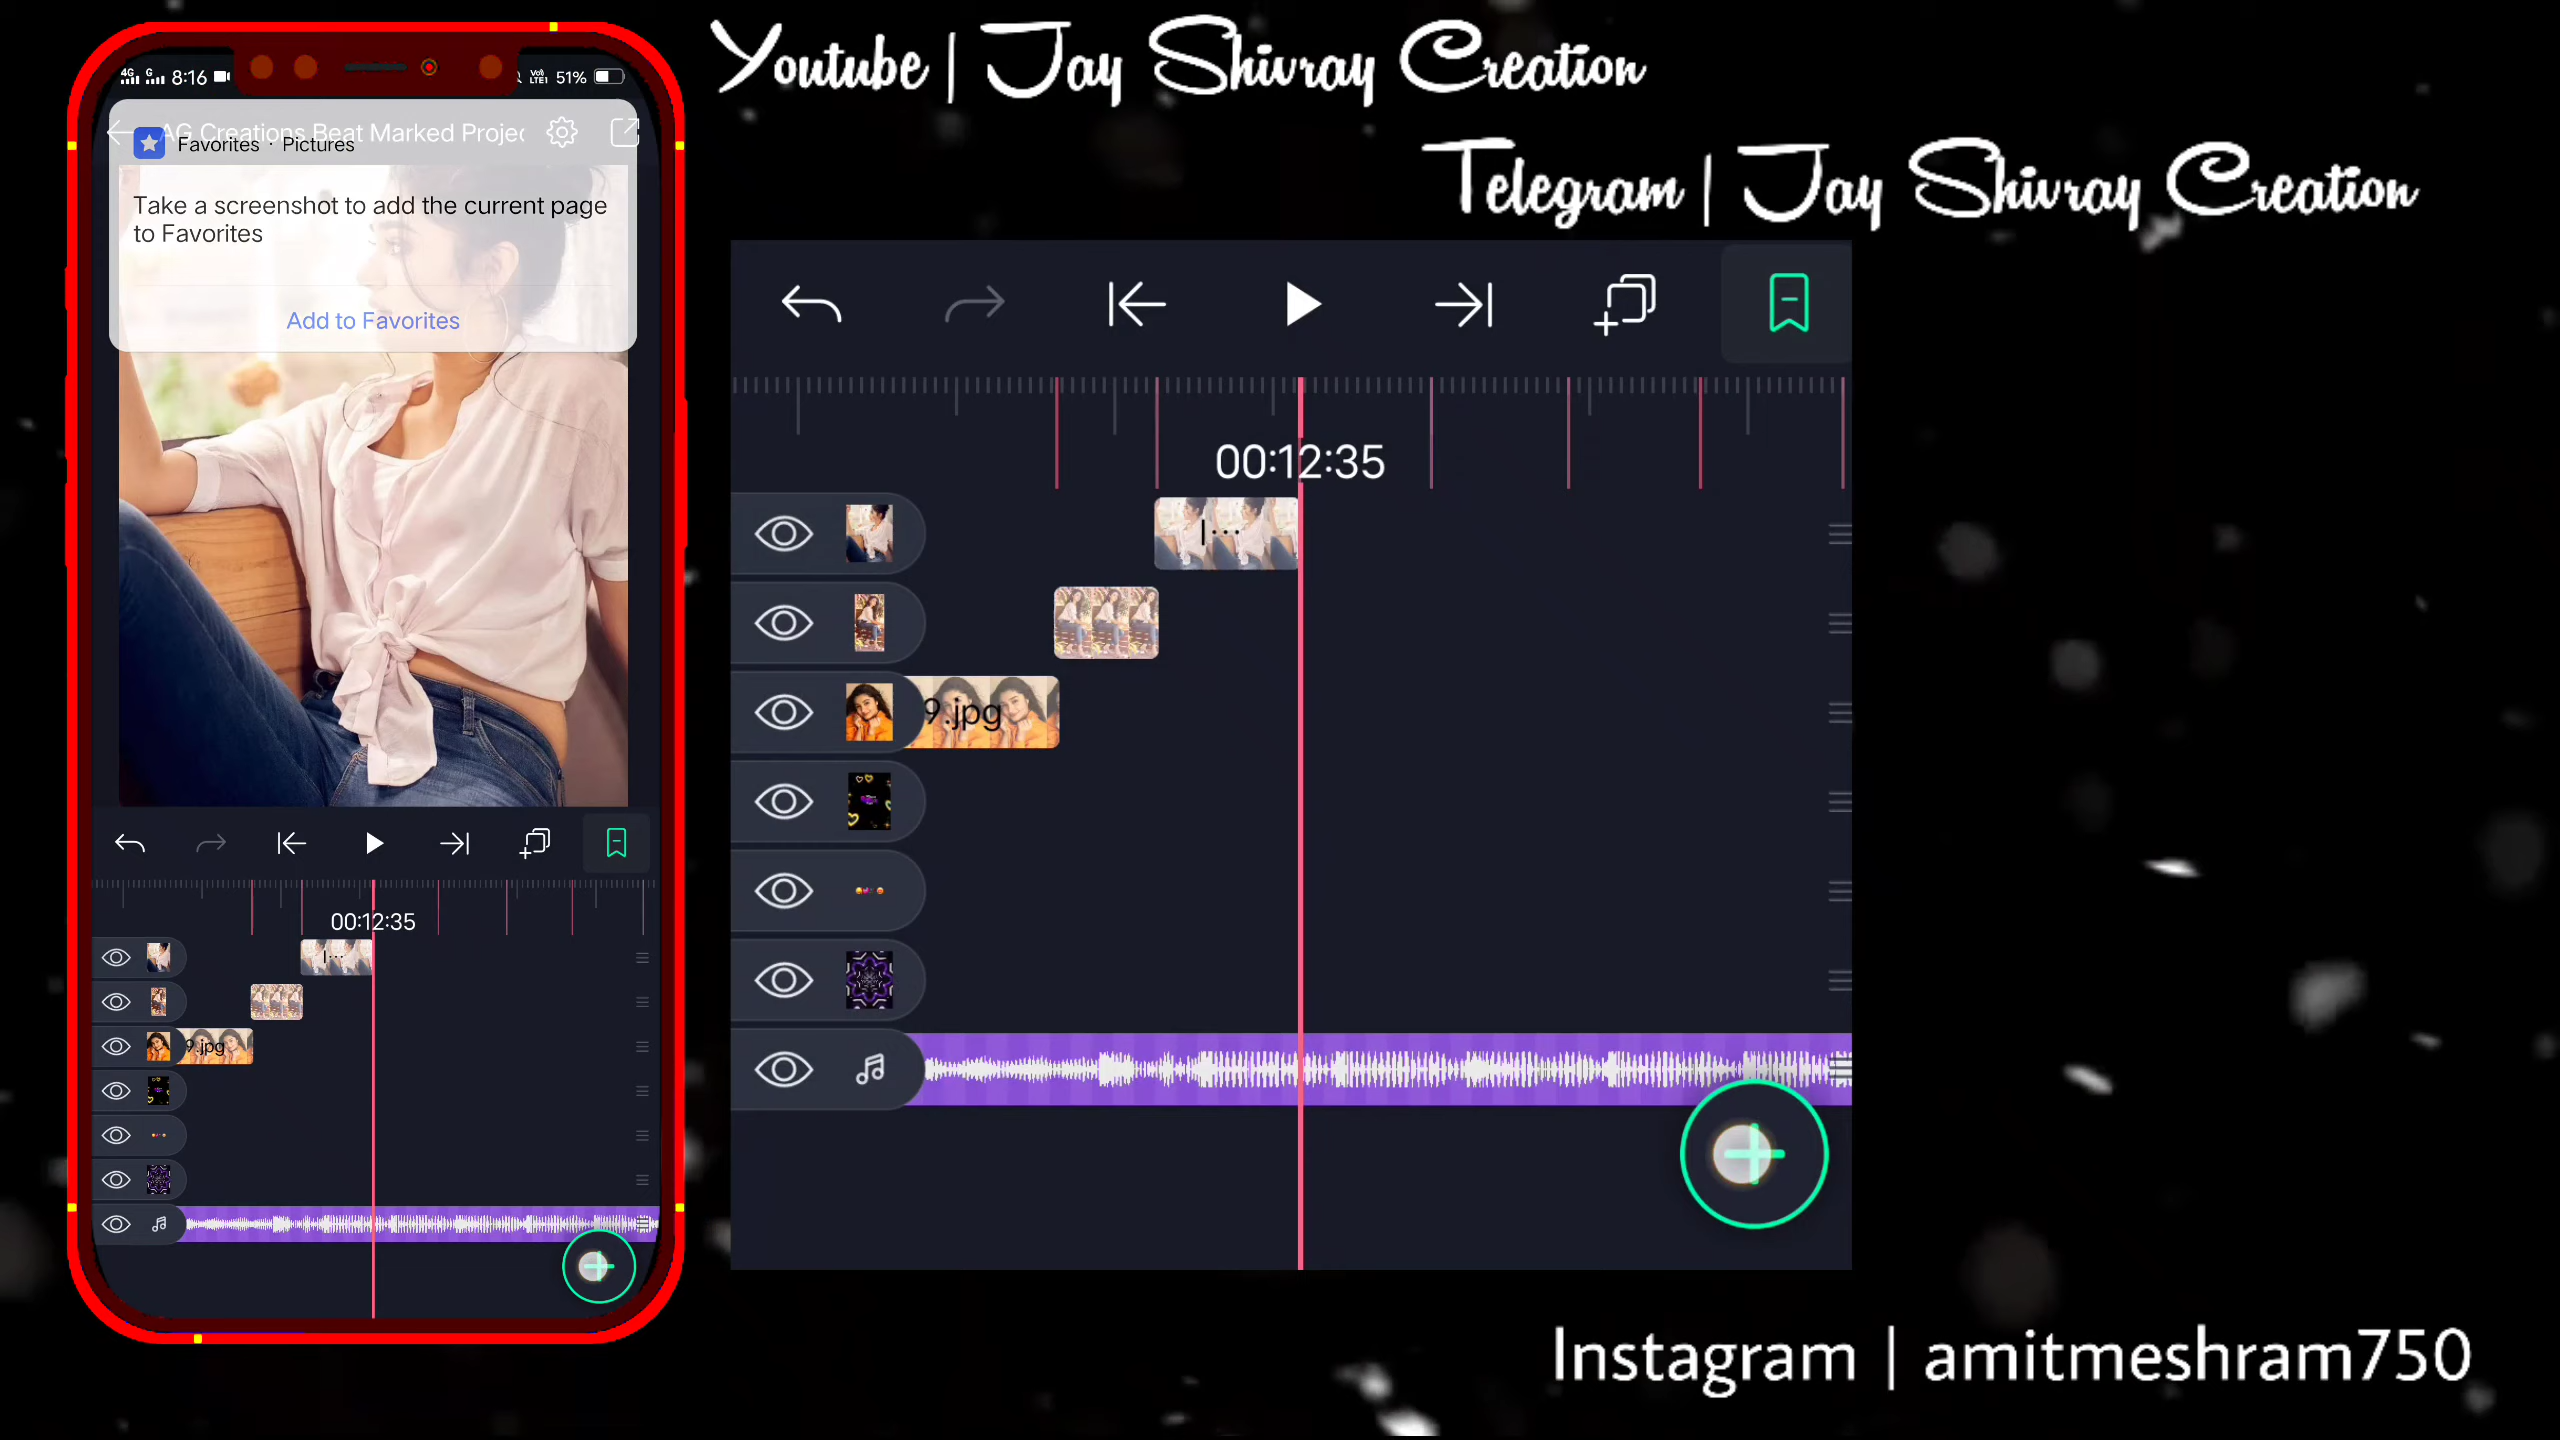 Youtube | Jay Shivray Creation
Telegram | Jay Shivray Creation
4G G 8:16 51%
AG Creations Beat Marked Projec
Favorites · Pictures
Take a screenshot to add the current page
to Favorites
Add to Favorites
00:12:35
9.jpg
00:12:35
9.jpg
Instagram | amitmeshram750